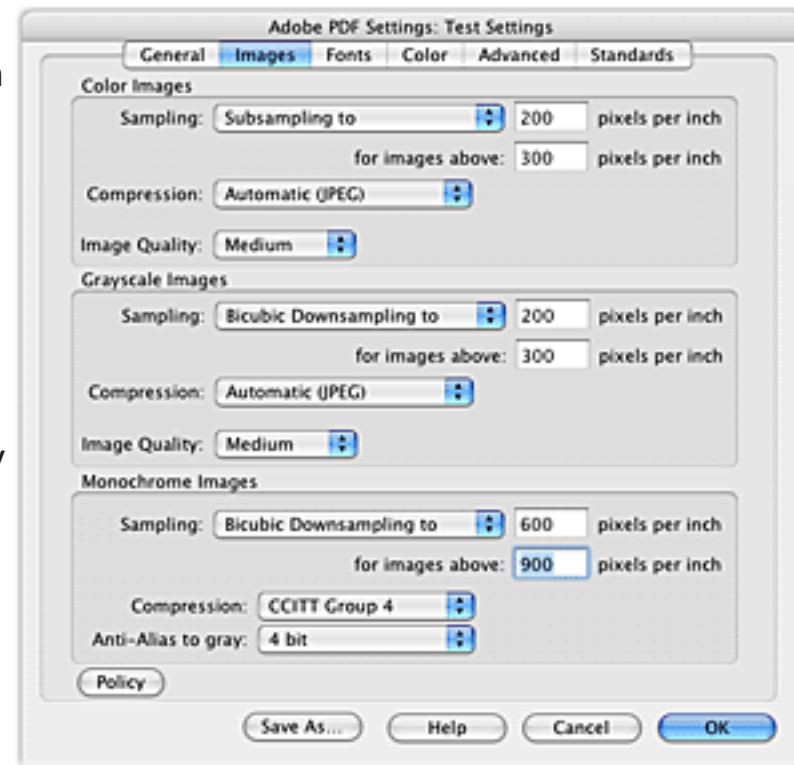 Adobe PDF Settings: Test Settings
General Images Fonts Color Advanced Standards
Color Images
Sampling: Subsampling to 200 pixels per inch
for images above: 300 pixels per inch
Compression: Automatic (JPEG)
Image Quality: Medium
Grayscale Images
Sampling: Bicubic Downsampling to 200 pixels per inch
for images above: 300 pixels per inch
Compression: Automatic (JPEG)
Image Quality: Medium
Monochrome Images
Sampling: Bicubic Downsampling to 600 pixels per inch
for images above: 900 pixels per inch
Compression: CCITT Group 4
Anti-Alias to gray: 4 bit
Policy
Save As... Help Cancel OK